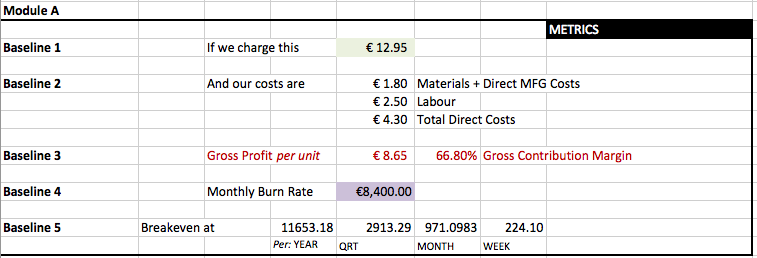 Module A
METRICS
Baseline 1 If we charge this € 12.95
Baseline 2 And our costs are € 1.80 Materials + Direct MFG Costs
€ 2.50 Labour
€ 4.30 Total Direct Costs
Baseline 3 Gross Profit per unit € 8.65 66.80% Gross Contribution Margin
Baseline 4 Monthly Burn Rate €8,400.00
Baseline 5 Breakeven at 11653.18 2913.29 971.0983 224.10
Per: YEAR QRT MONTH WEEK